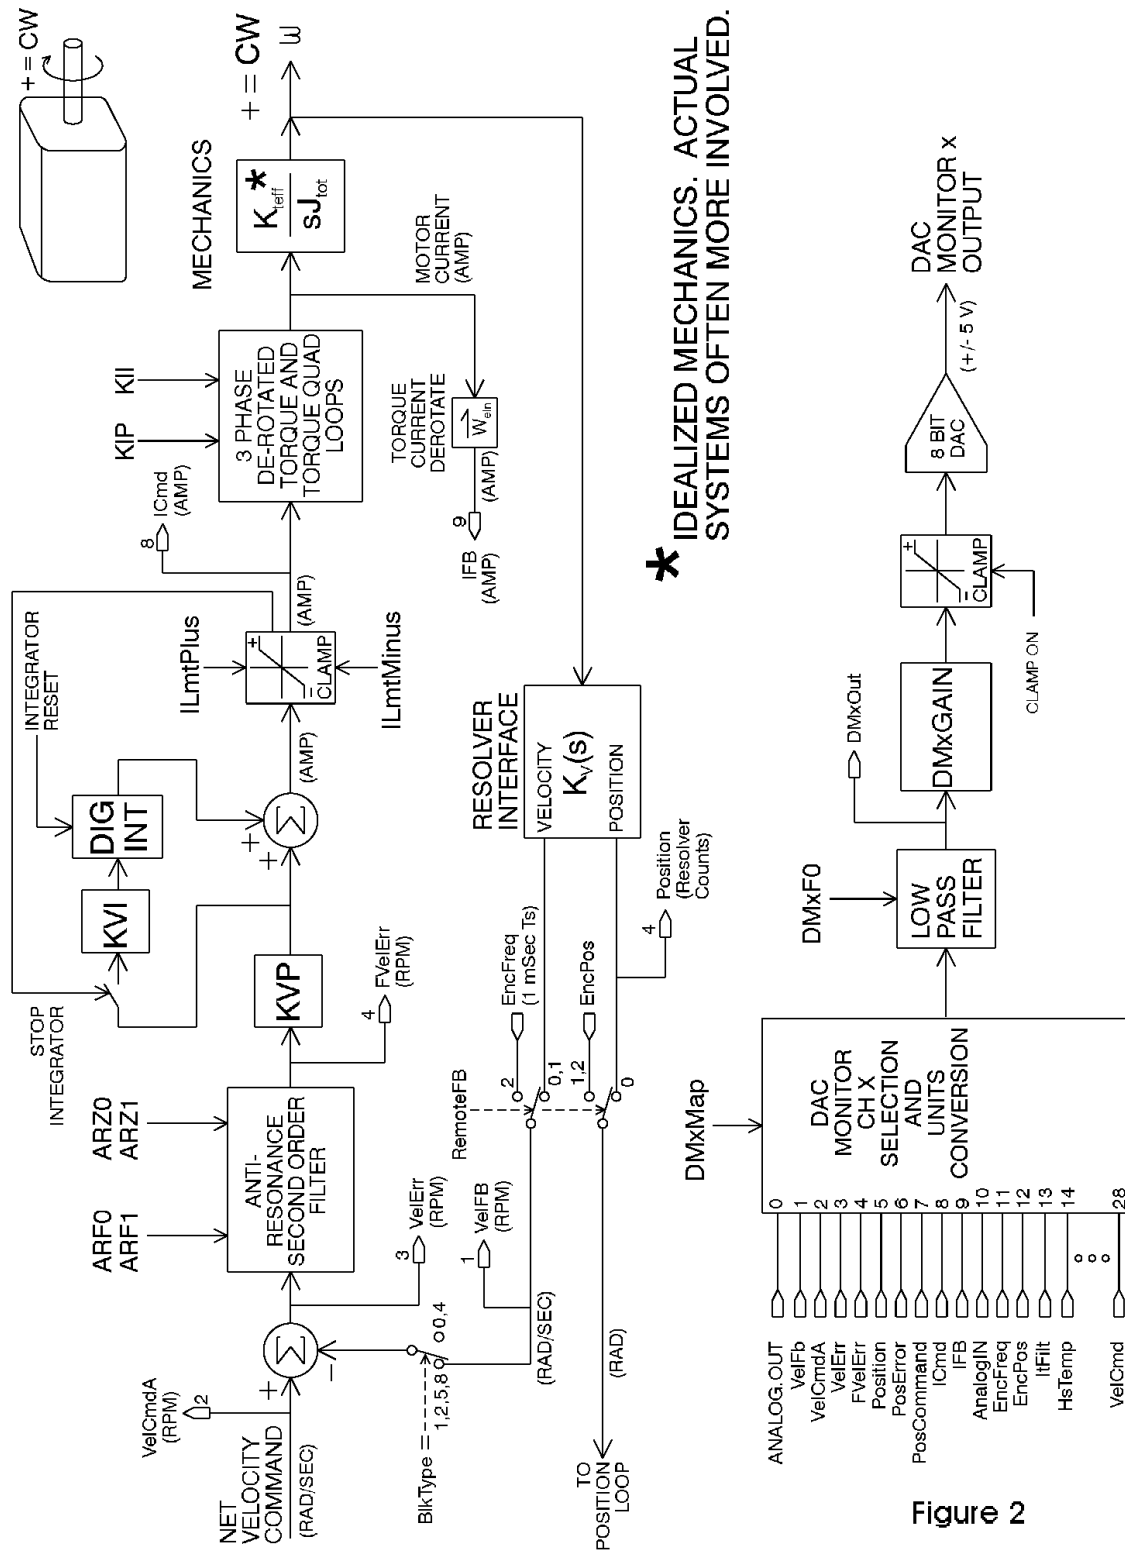 + = CW
MECHANICS
+ = CW
ω
Kteff *
sJtot
MOTOR
CURRENT
(AMP)
KIP
KII
3 PHASE
DE-ROTATED
TORQUE AND
TORQUE QUAD
LOOPS
TORQUE
CURRENT
DEROTATE
Wein
(AMP)
9
IFB
(AMP)
8
ICmd
(AMP)
(AMP)
INTEGRATOR
RESET
ILmtPlus
+
−
CLAMP
ILmtMinus
(AMP)
DIG
INT
KVI
+
+
Σ
STOP
INTEGRATOR
KVP
4
FVelErr
(RPM)
ARZ0
ARZ1
ARF0
ARF1
ANTI-
RESONANCE
SECOND ORDER
FILTER
3
VelErr
(RPM)
Σ
+
−
VelCmdA
(RPM)
2
NET
VELOCITY
COMMAND
(RAD/SEC)
BlkType =
0,4
1,2,5,8
1
VelFB
(RPM)
(RAD/SEC)
(RAD)
TO
POSITION
LOOP
RemoteFB
2
EncFreq
(1 mSec Ts)
0,1
1,2
EncPos
0
4
Position
(Resolver
Counts)
RESOLVER
INTERFACE
VELOCITY
Kv(s)
POSITION
* IDEALIZED MECHANICS. ACTUAL
SYSTEMS OFTEN MORE INVOLVED.
DMxMap
DAC
MONITOR
CH X
SELECTION
AND
UNITS
CONVERSION
ANALOG.OUT 0
VelFb 1
VelCmdA 2
VelErr 3
FVelErr 4
Position 5
PosError 6
PosCommand 7
ICmd 8
IFB 9
AnalogIN 10
EncFreq 11
EncPos 12
ItFilt 13
HsTemp 14
VelCmd 28
DMxF0
LOW
PASS
FILTER
DMxOut
DMxGAIN
+
−
CLAMP
CLAMP ON
8 BIT
DAC
(+/- 5 V)
DAC
MONITOR x
OUTPUT
Figure 2